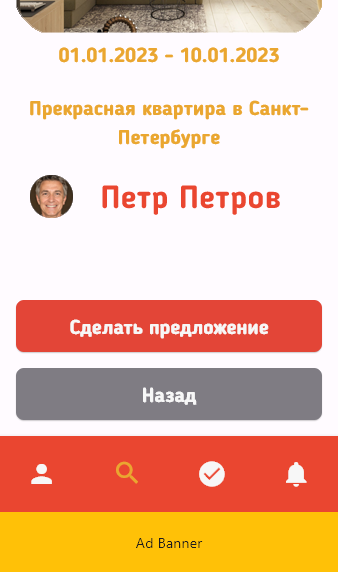 01.01.2023 - 10.01.2023
Прекрасная квартира в Санкт-
Петербурге
Петр Петров
Сделать предложение
Назад
Ad Banner